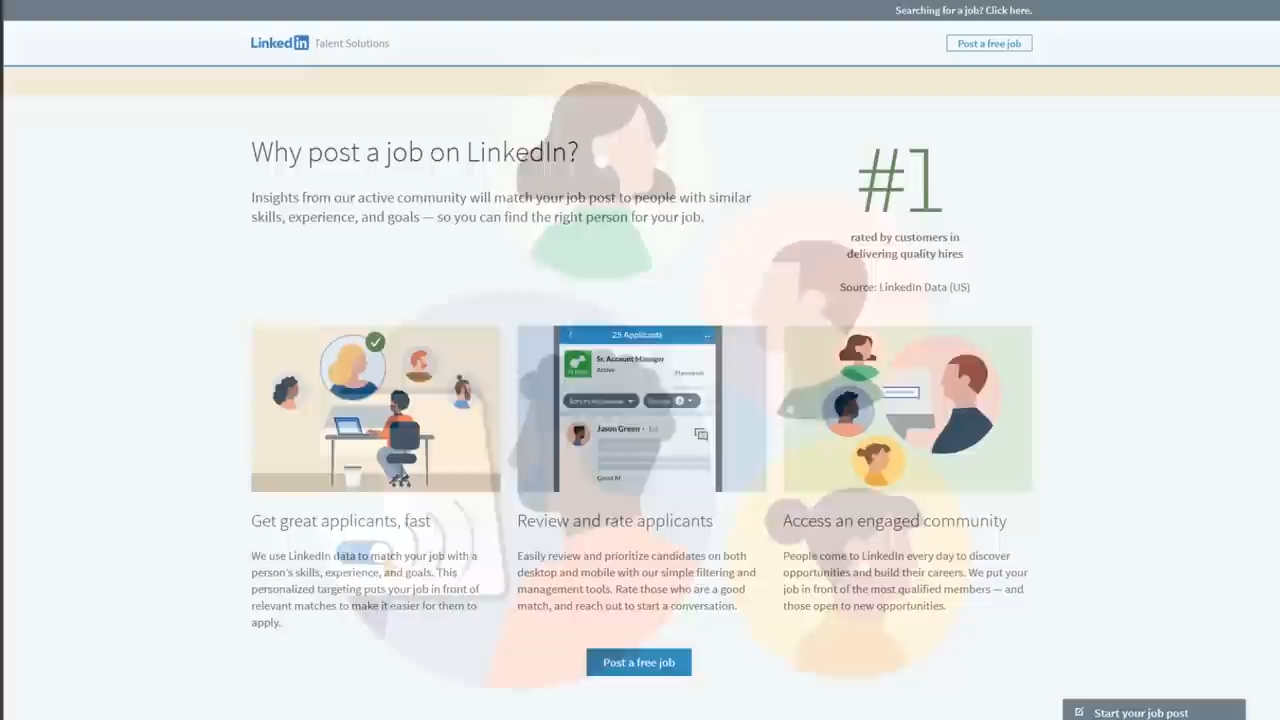 Searching for a job? Click here.
LinkedIn Talent Solutions
Post a free job
Why post a job on LinkedIn?
Insights from our active community will match your job post to people with similar
skills, experience, and goals — so you can find the right person for your job.
#1
rated by customers in
delivering quality hires
Source: LinkedIn Data (US)
25 Applicants
Sr. Account Manager
Active
Jason Green
Get great applicants, fast
We use LinkedIn data to match your job with a
person's skills, experience, and goals. This
personalized targeting puts your job in front of
relevant matches to make it easier for them to
apply.
Review and rate applicants
Easily review and prioritize candidates on both
desktop and mobile with our simple filtering and
management tools. Rate those who are a good
match, and reach out to start a conversation.
Access an engaged community
People come to LinkedIn every day to discover
opportunities and build their careers. We put your
job in front of the most qualified members — and
those open to new opportunities.
Post a free job
Start your job post